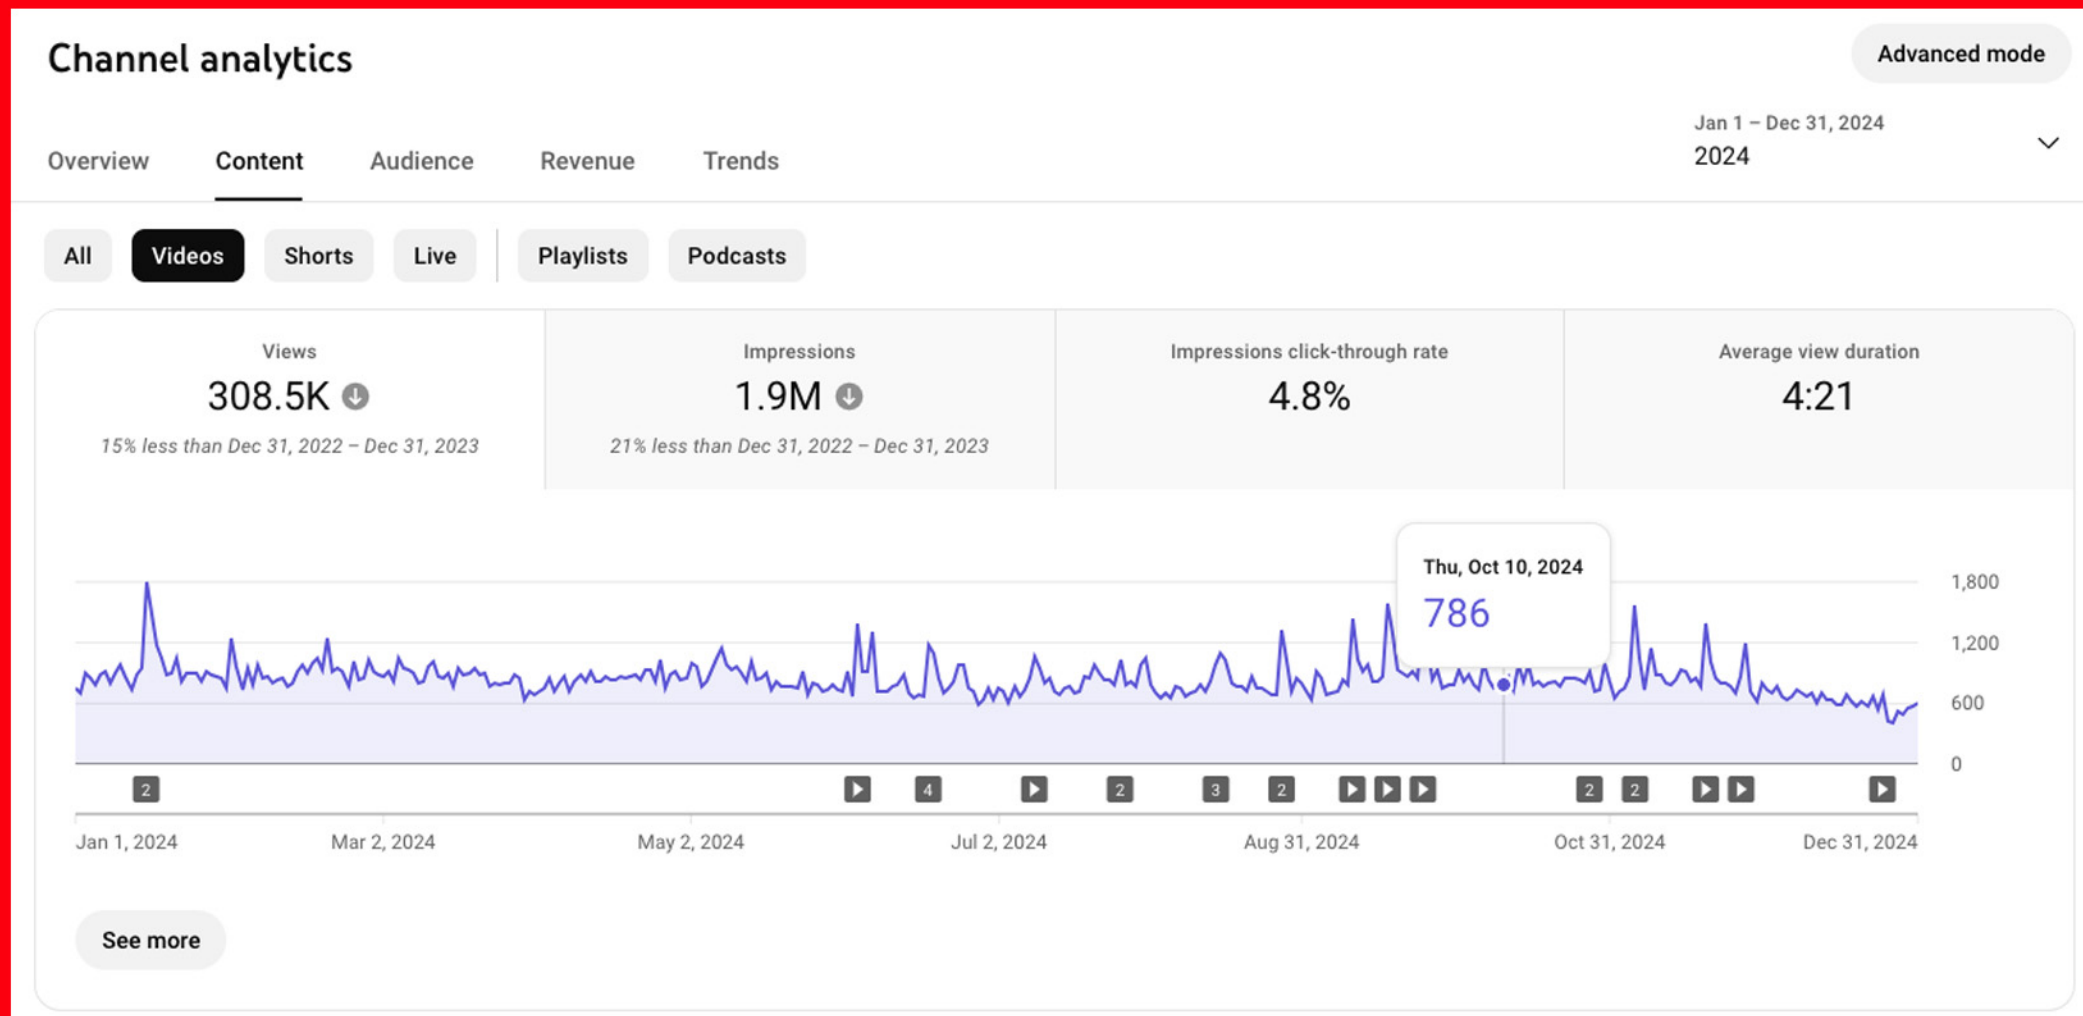 Channel analytics
Advanced mode
Jan 1 – Dec 31, 2024
2024
Overview Content Audience Revenue Trends
All Videos Shorts Live Playlists Podcasts
Views
308.5K
15% less than Dec 31, 2022 – Dec 31, 2023
Impressions
1.9M
21% less than Dec 31, 2022 – Dec 31, 2023
Impressions click-through rate
4.8%
Average view duration
4:21
Thu, Oct 10, 2024
786
1,800
1,200
600
0
2 4 2 3 2 2 2
Jan 1, 2024 Mar 2, 2024 May 2, 2024 Jul 2, 2024 Aug 31, 2024 Oct 31, 2024 Dec 31, 2024
See more